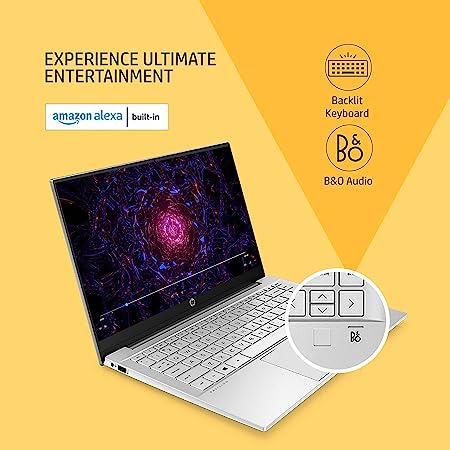 EXPERIENCE ULTIMATE
ENTERTAINMENT
amazon alexa | built-in
Backlit
Keyboard
B&O
B&O Audio
hp
B&O